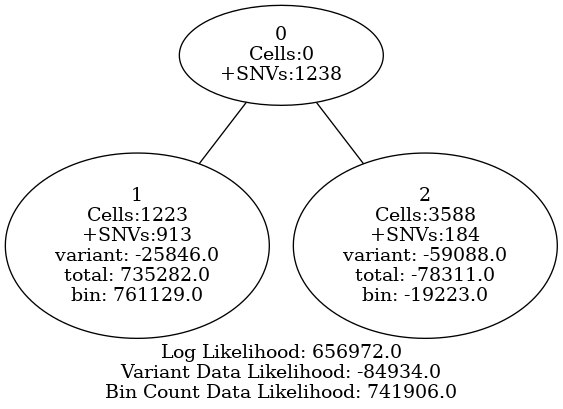 0
Cells:0
+SNVs:1238
1
Cells:1223
+SNVs:913
variant: -25846.0
total: 735282.0
bin: 761129.0
2
Cells:3588
+SNVs:184
variant: -59088.0
total: -78311.0
bin: -19223.0
Log Likelihood: 656972.0
Variant Data Likelihood: -84934.0
Bin Count Data Likelihood: 741906.0